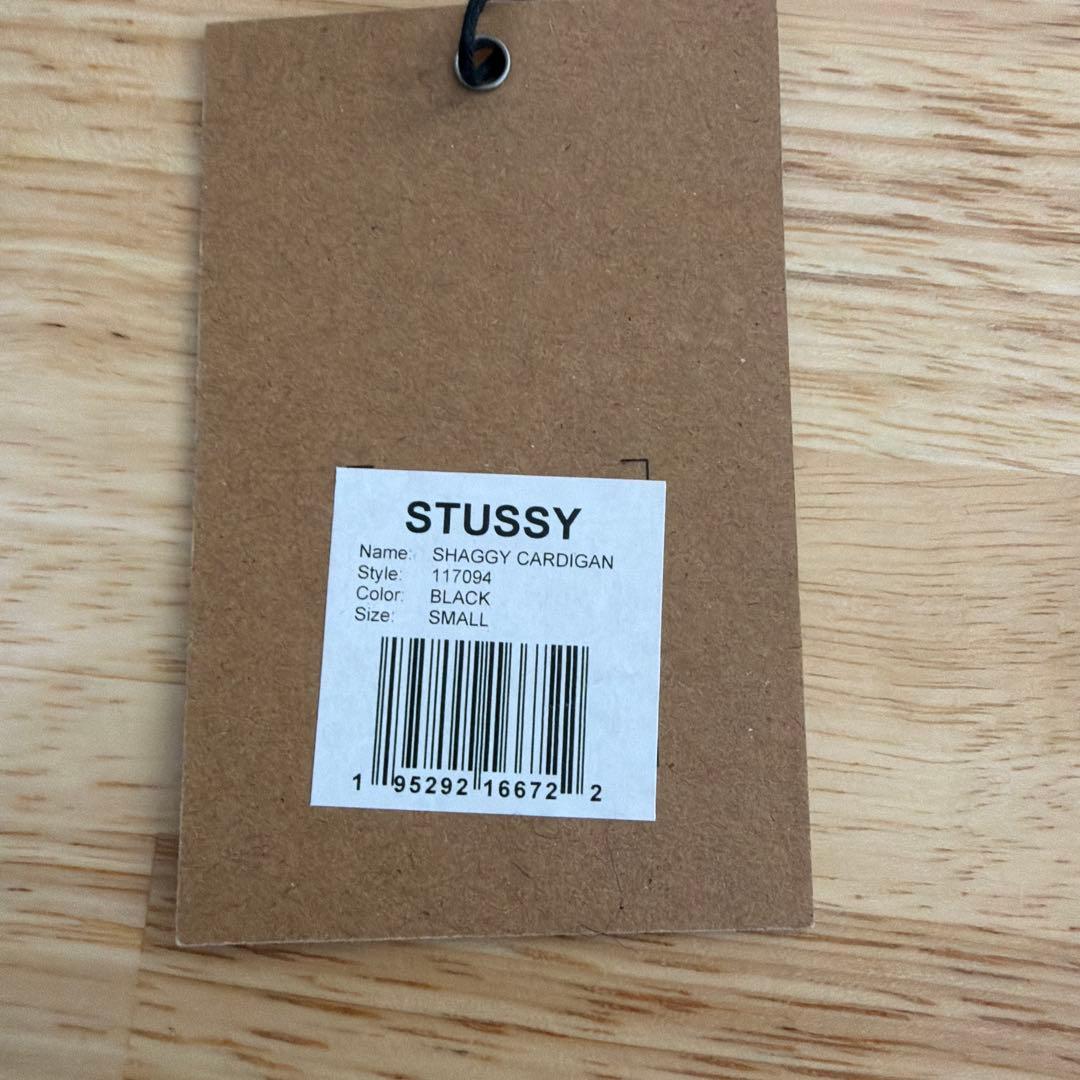 STUSSY
Name: SHAGGY CARDIGAN
Style: 117094
Color: BLACK
Size: SMALL
1 95292 16672 2